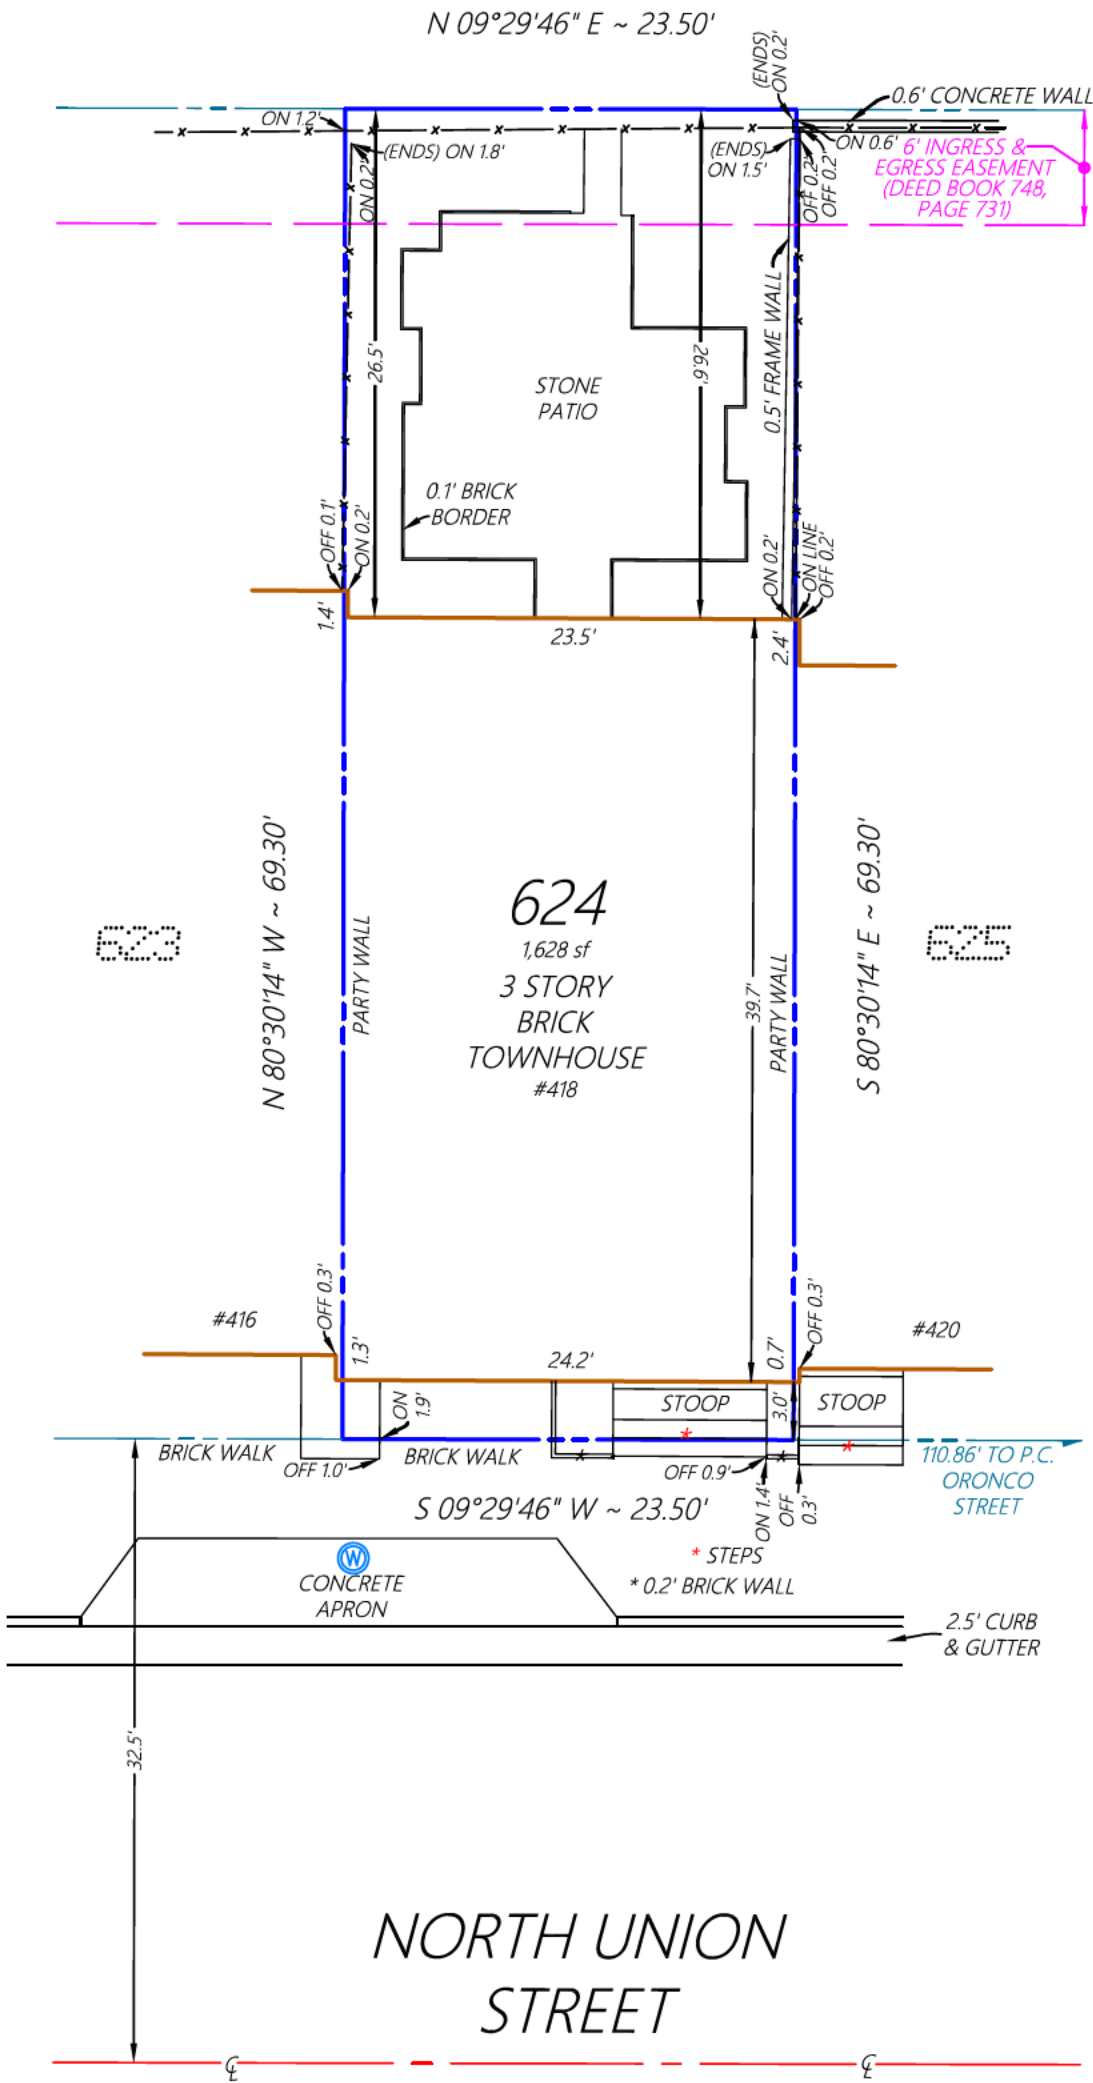 N 09°29'46" E ~ 23.50'
(ENDS)
ON 0.2'
0.6' CONCRETE WALL
ON 1.2'
(ENDS) ON 1.8'
ON 0.2'
(ENDS)
ON 1.5'
ON 0.6'
OFF 0.2'
OFF 0.2'
6' INGRESS &
EGRESS EASEMENT
(DEED BOOK 748,
PAGE 731)
26.5'
26.6'
0.5' FRAME WALL
STONE
PATIO
0.1' BRICK
BORDER
OFF 0.1'
ON 0.2'
ON 0.2'
ON LINE
OFF 0.2'
1.4'
23.5'
2.4'
N 80°30'14" W ~ 69.30'
S 80°30'14" E ~ 69.30'
623
625
PARTY WALL
PARTY WALL
624
1,628 sf
3 STORY
BRICK
TOWNHOUSE
#418
39.7'
#416
OFF 0.3'
1.3'
24.2'
0.7'
OFF 0.3'
#420
ON
1.9'
STOOP
*
3.0'
STOOP
*
BRICK WALK
OFF 1.0'
BRICK WALK
*
OFF 0.9'
*
110.86' TO P.C.
ORONCO
STREET
S 09°29'46" W ~ 23.50'
ON 1.4'
OFF
0.3'
* STEPS
* 0.2' BRICK WALL
W
CONCRETE
APRON
2.5' CURB
& GUTTER
32.5'
NORTH UNION
STREET
℄
℄